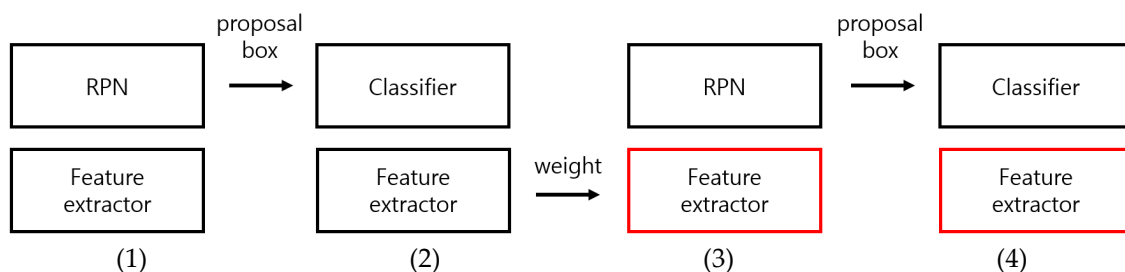 proposal
box
proposal
box
RPN
Classifier
RPN
Classifier
Feature
extractor
Feature
extractor
weight
Feature
extractor
Feature
extractor
(1)
(2)
(3)
(4)